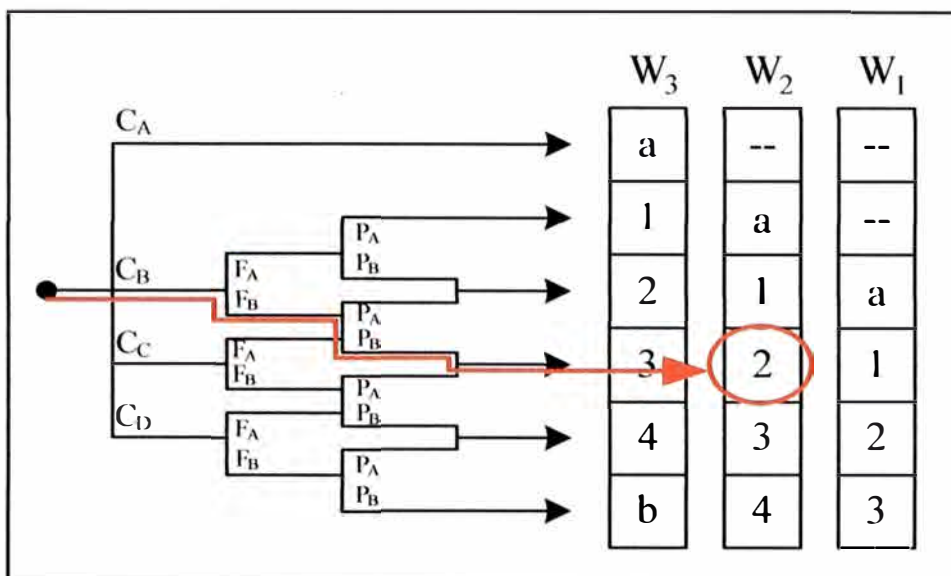 W3 W2 W1
CA
a -- --
1 a --
PA
PB
CB
FA
FB
2 1 a
PA
PB
CC
FA
FB
3 2 1
PA
PB
CD
FA
FB
4 3 2
PA
PB
b 4 3